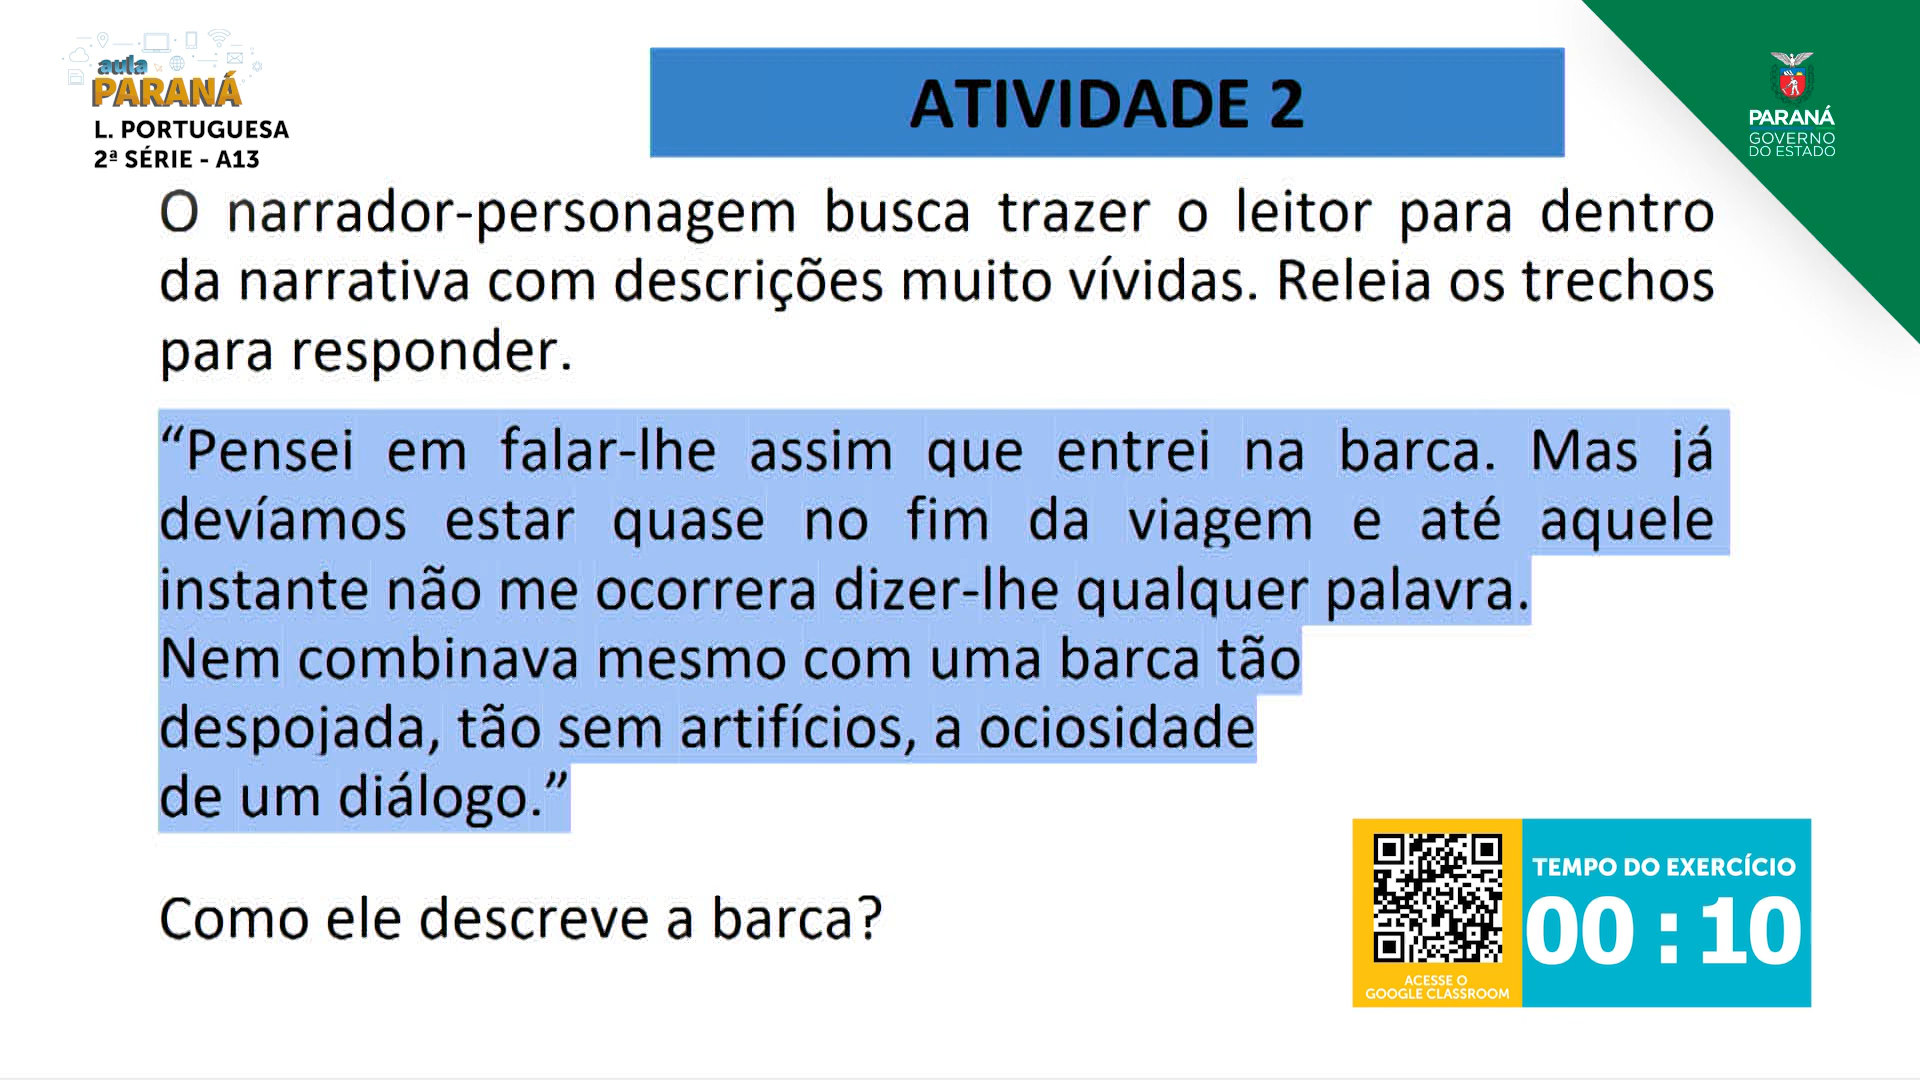 aula
PARANÁ
L. PORTUGUESA
2ª SÉRIE - A13
ATIVIDADE 2
PARANÁ
GOVERNO
DO ESTADO
O narrador-personagem busca trazer o leitor para dentro
da narrativa com descrições muito vívidas. Releia os trechos
para responder.
“Pensei em falar-lhe assim que entrei na barca. Mas já
devíamos estar quase no fim da viagem e até aquele
instante não me ocorrera dizer-lhe qualquer palavra.
Nem combinava mesmo com uma barca tão
despojada, tão sem artifícios, a ociosidade
de um diálogo.”
Como ele descreve a barca?
ACESSE O
GOOGLE CLASSROOM
TEMPO DO EXERCÍCIO
00 : 10